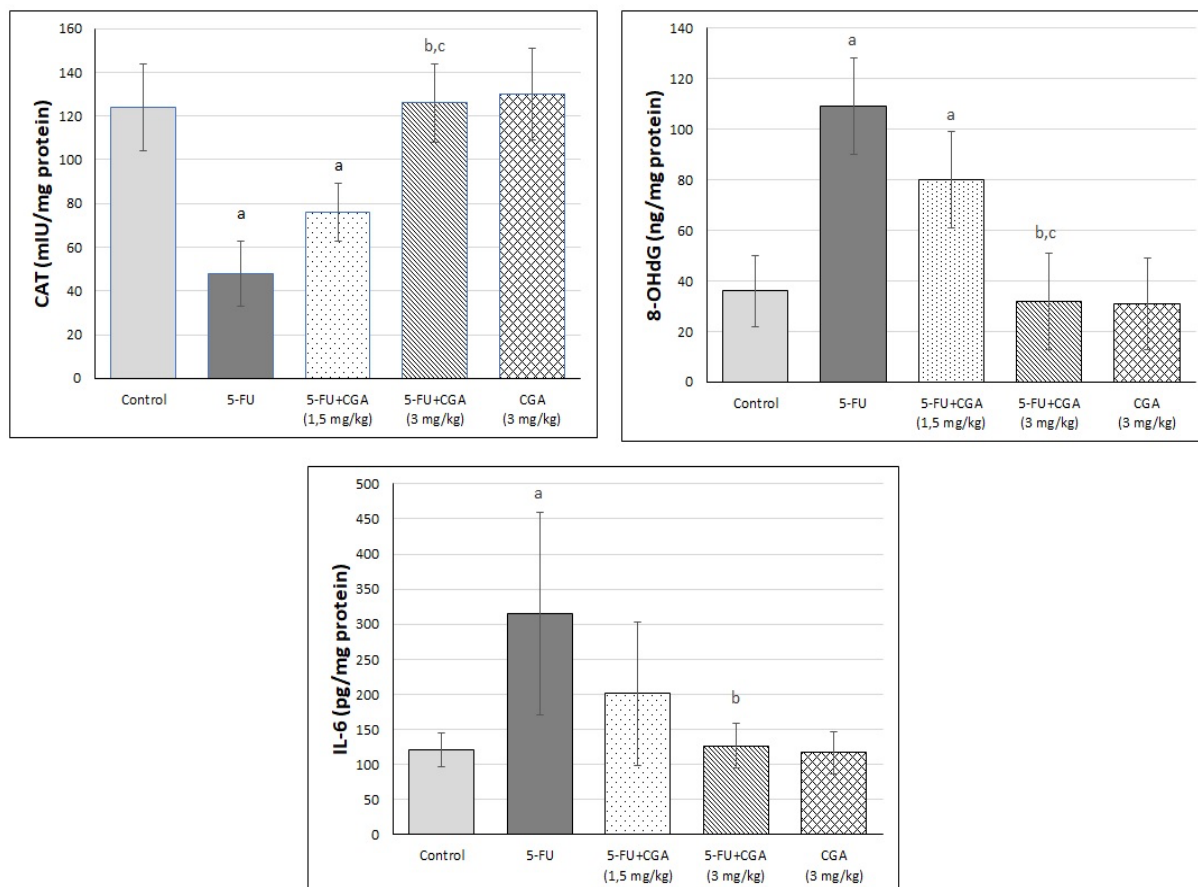 CAT (mIU/mg protein)
160
140
120
100
80
60
40
20
0
a
a
b,c
Control
5-FU
5-FU+CGA
(1,5 mg/kg)
5-FU+CGA
(3 mg/kg)
CGA
(3 mg/kg)
8-OHdG (ng/mg protein)
140
120
100
80
60
40
20
0
a
a
b,c
Control
5-FU
5-FU+CGA
(1,5 mg/kg)
5-FU+CGA
(3 mg/kg)
CGA
(3 mg/kg)
IL-6 (pg/mg protein)
500
450
400
350
300
250
200
150
100
50
0
a
b
Control
5-FU
5-FU+CGA
(1,5 mg/kg)
5-FU+CGA
(3 mg/kg)
CGA
(3 mg/kg)